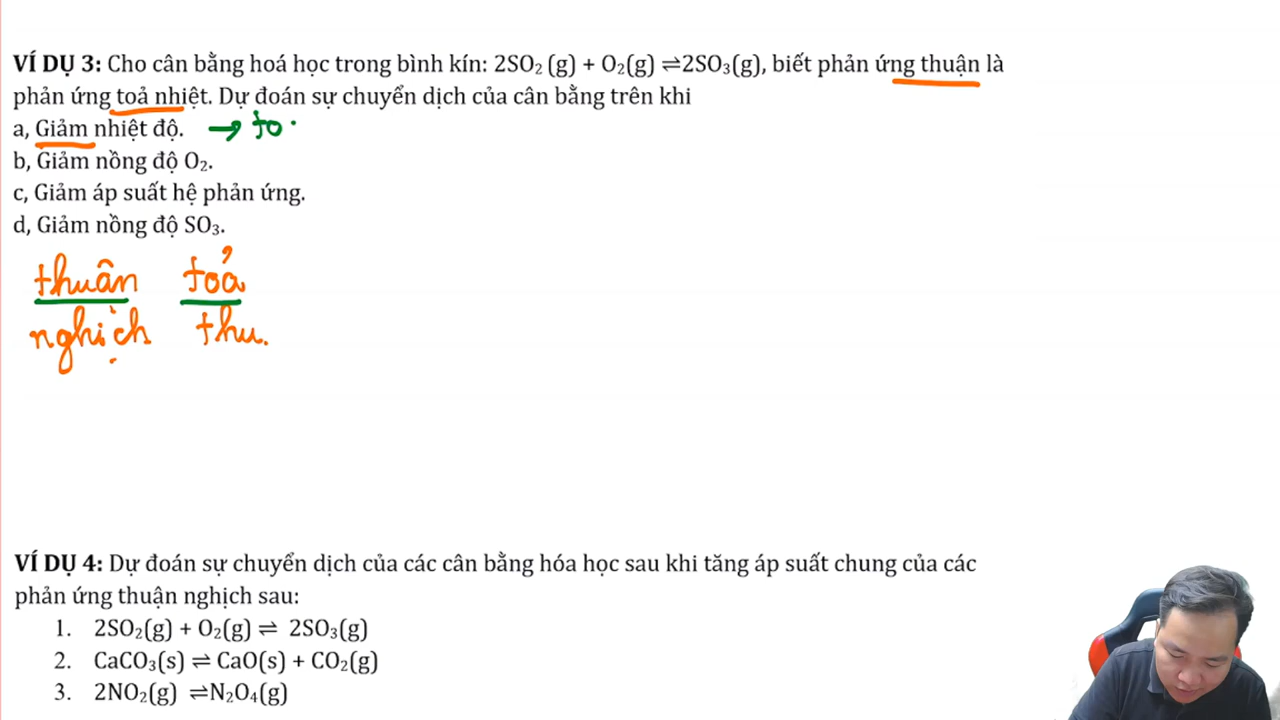 VÍ DỤ 3: Cho cân bằng hoá học trong bình kín: 2SO₂ (g) + O₂(g) ⇌2SO₃(g), biết phản ứng thuận là
phản ứng toả nhiệt. Dự đoán sự chuyển dịch của cân bằng trên khi
a, Giảm nhiệt độ. → to.
b, Giảm nồng độ O₂.
c, Giảm áp suất hệ phản ứng.
d, Giảm nồng độ SO₃.
thuân toả
nghịch thu.
VÍ DỤ 4: Dự đoán sự chuyển dịch của các cân bằng hóa học sau khi tăng áp suất chung của các
phản ứng thuận nghịch sau:
1. 2SO₂(g) + O₂(g) ⇌ 2SO₃(g)
2. CaCO₃(s) ⇌ CaO(s) + CO₂(g)
3. 2NO₂(g) ⇌N₂O₄(g)